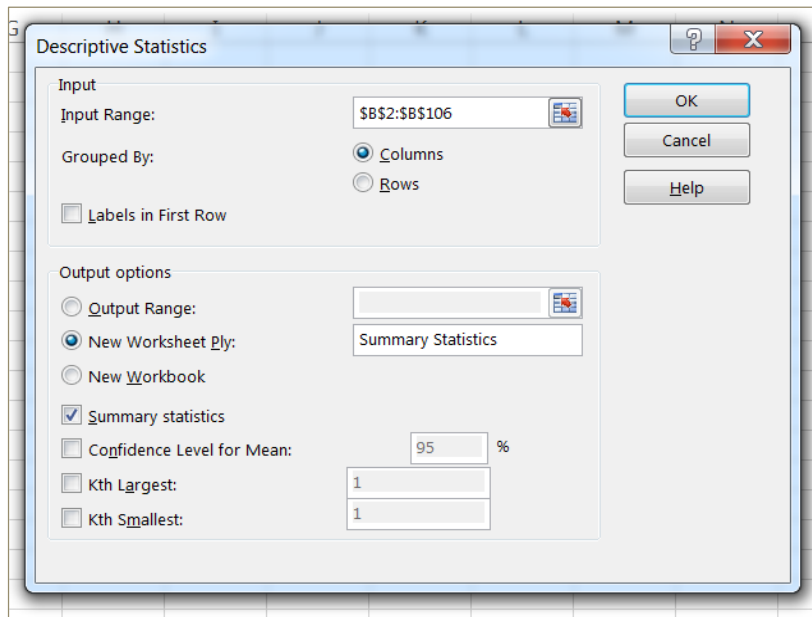 G
Descriptive Statistics
Input
Input Range: $B$2:$B$106
OK
Cancel
Grouped By: Columns
Rows
Help
Labels in First Row
Output options
Output Range:
New Worksheet Ply: Summary Statistics
New Workbook
Summary statistics
Confidence Level for Mean: 95 %
Kth Largest: 1
Kth Smallest: 1